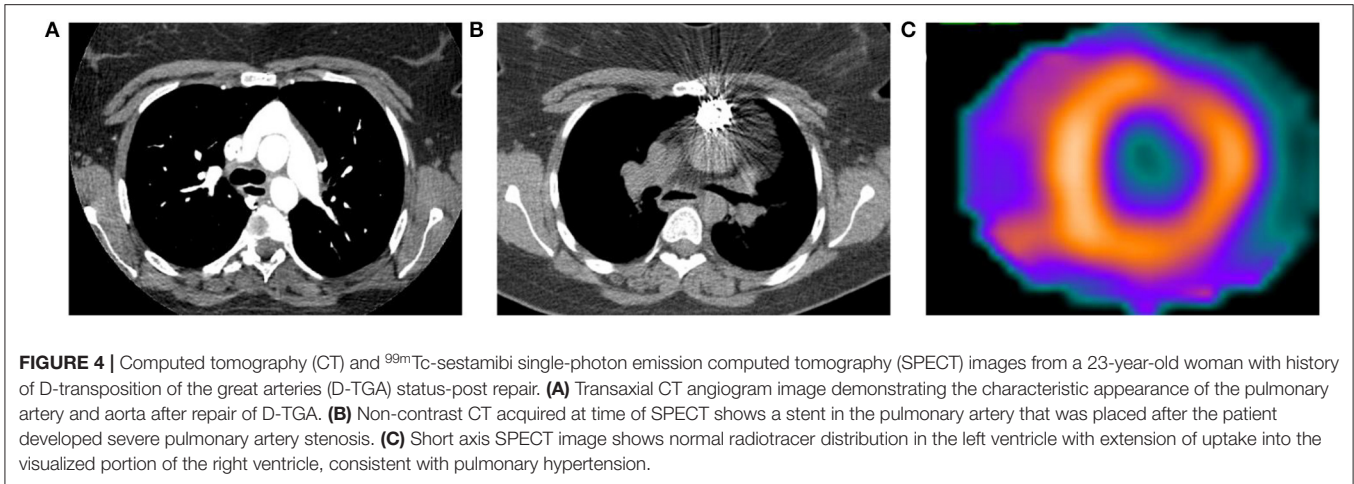 A B C
FIGURE 4 | Computed tomography (CT) and 99mTc-sestamibi single-photon emission computed tomography (SPECT) images from a 23-year-old woman with history
of D-transposition of the great arteries (D-TGA) status-post repair. (A) Transaxial CT angiogram image demonstrating the characteristic appearance of the pulmonary
artery and aorta after repair of D-TGA. (B) Non-contrast CT acquired at time of SPECT shows a stent in the pulmonary artery that was placed after the patient
developed severe pulmonary artery stenosis. (C) Short axis SPECT image shows normal radiotracer distribution in the left ventricle with extension of uptake into the
visualized portion of the right ventricle, consistent with pulmonary hypertension.